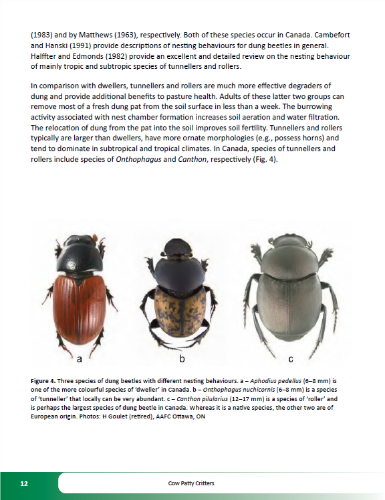 (1983) and by Matthews (1963), respectively. Both of these species occur in Canada. Cambefort
and Hanski (1991) provide descriptions of nesting behaviours for dung beetles in general.
Halffter and Edmonds (1982) provide an excellent and detailed review on the nesting behaviour
of mainly tropic and subtropic species of tunnellers and rollers.
In comparison with dwellers, tunnellers and rollers are much more effective degraders of
dung and provide additional benefits to pasture health. Adults of these latter two groups can
remove most of a fresh dung pat from the soil surface in less than a week. The burrowing
activity associated with nest chamber formation increases soil aeration and water filtration.
The relocation of dung from the pat into the soil improves soil fertility. Tunnellers and rollers
typically are larger than dwellers, have more ornate morphologies (e.g., possess horns) and
tend to dominate in subtropical and tropical climates. In Canada, species of tunnellers and
rollers include species of Onthophagus and Canthon, respectively (Fig. 4).
a b c
Figure 4. Three species of dung beetles with different nesting behaviours. a – Aphodius pedellus (6–8 mm) is
one of the more colourful species of ‘dweller’ in Canada. b – Onthophagus nuchicornis (6–8 mm) is a species
of ‘tunneller’ that locally can be very abundant. c – Canthon pilularius (12–17 mm) is a species of ‘roller’ and
is perhaps the largest species of dung beetle in Canada. Whereas it is a native species, the other two are of
European origin. Photos: H Goulet (retired), AAFC Ottawa, ON
12 Cow Patty Critters